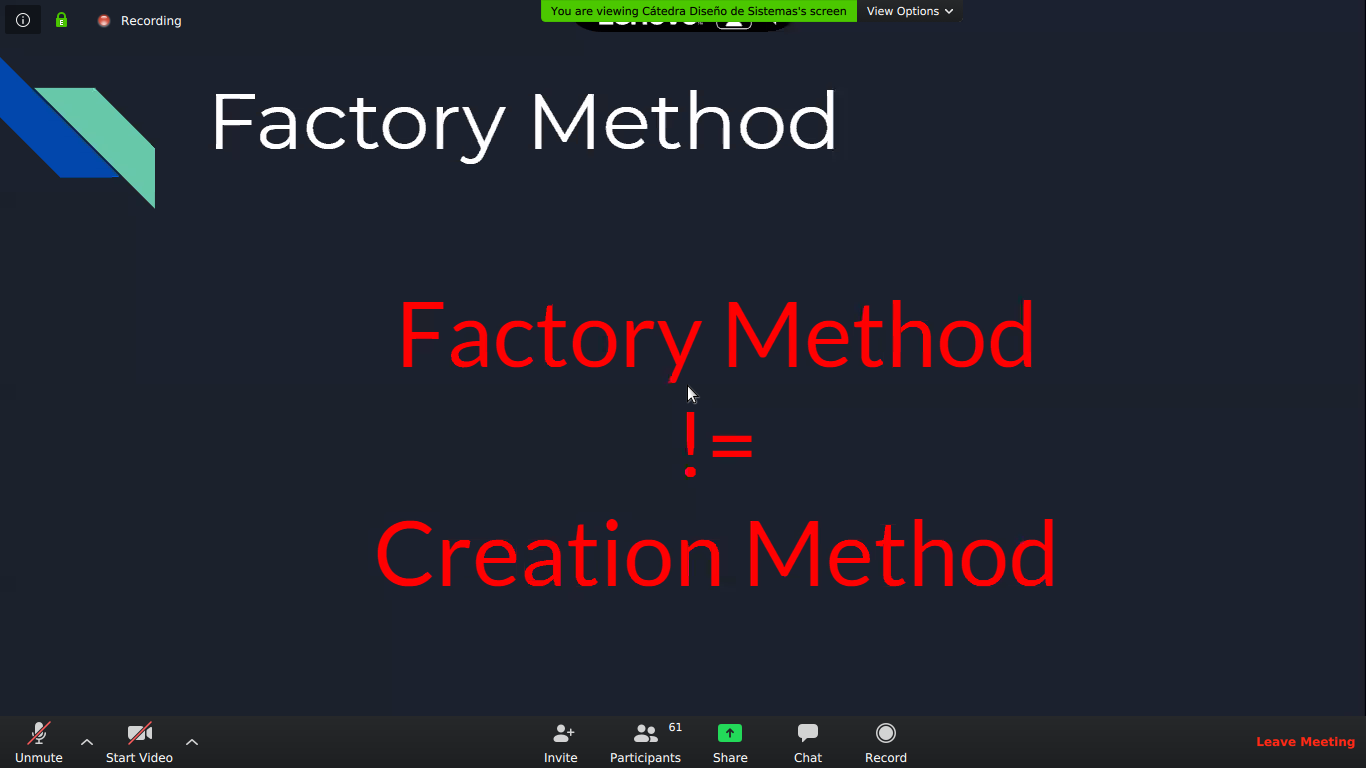 Recording
You are viewing Cátedra Diseño de Sistemas's screen
View Options
Factory Method
Factory Method
!=
Creation Method
Unmute
Start Video
Invite
Participants
61
Share
Chat
Record
Leave Meeting